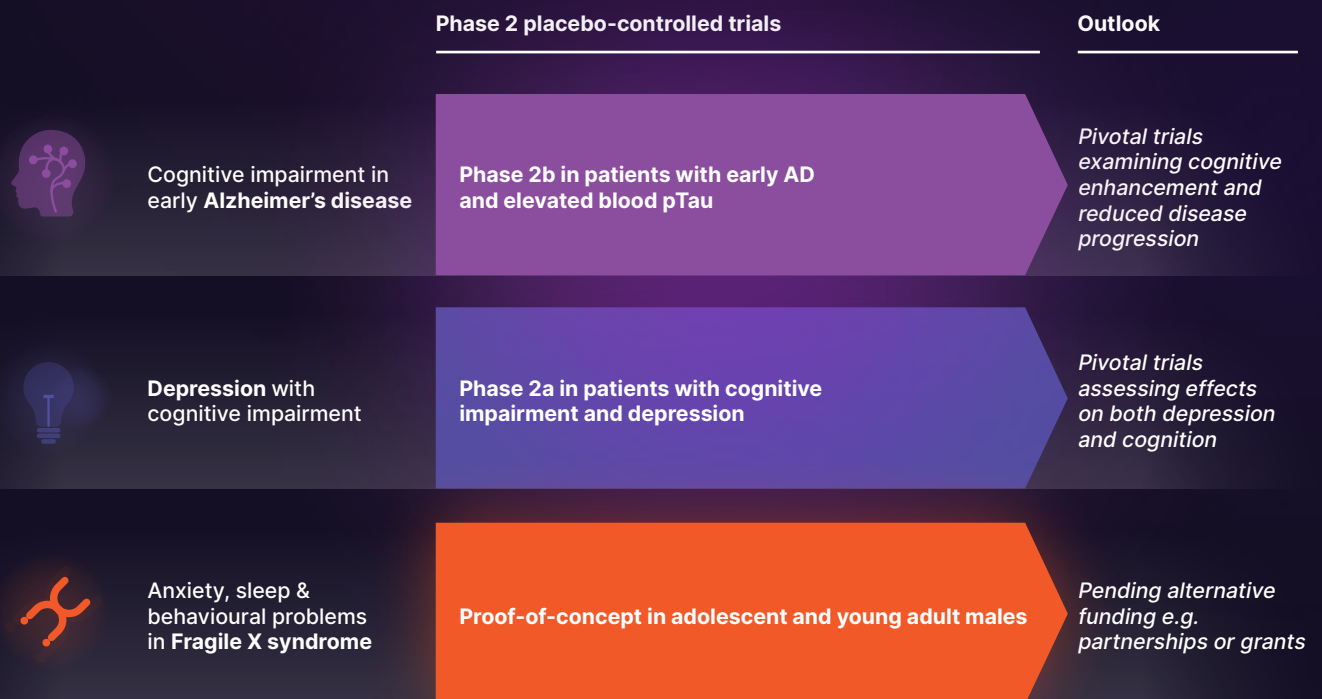 Phase 2 placebo-controlled trials
Outlook
Cognitive impairment in
early Alzheimer’s disease
Phase 2b in patients with early AD
and elevated blood pTau
Pivotal trials
examining cognitive
enhancement and
reduced disease
progression
Depression with
cognitive impairment
Phase 2a in patients with cognitive
impairment and depression
Pivotal trials
assessing effects
on both depression
and cognition
Anxiety, sleep &
behavioural problems
in Fragile X syndrome
Proof-of-concept in adolescent and young adult males
Pending alternative
funding e.g.
partnerships or grants